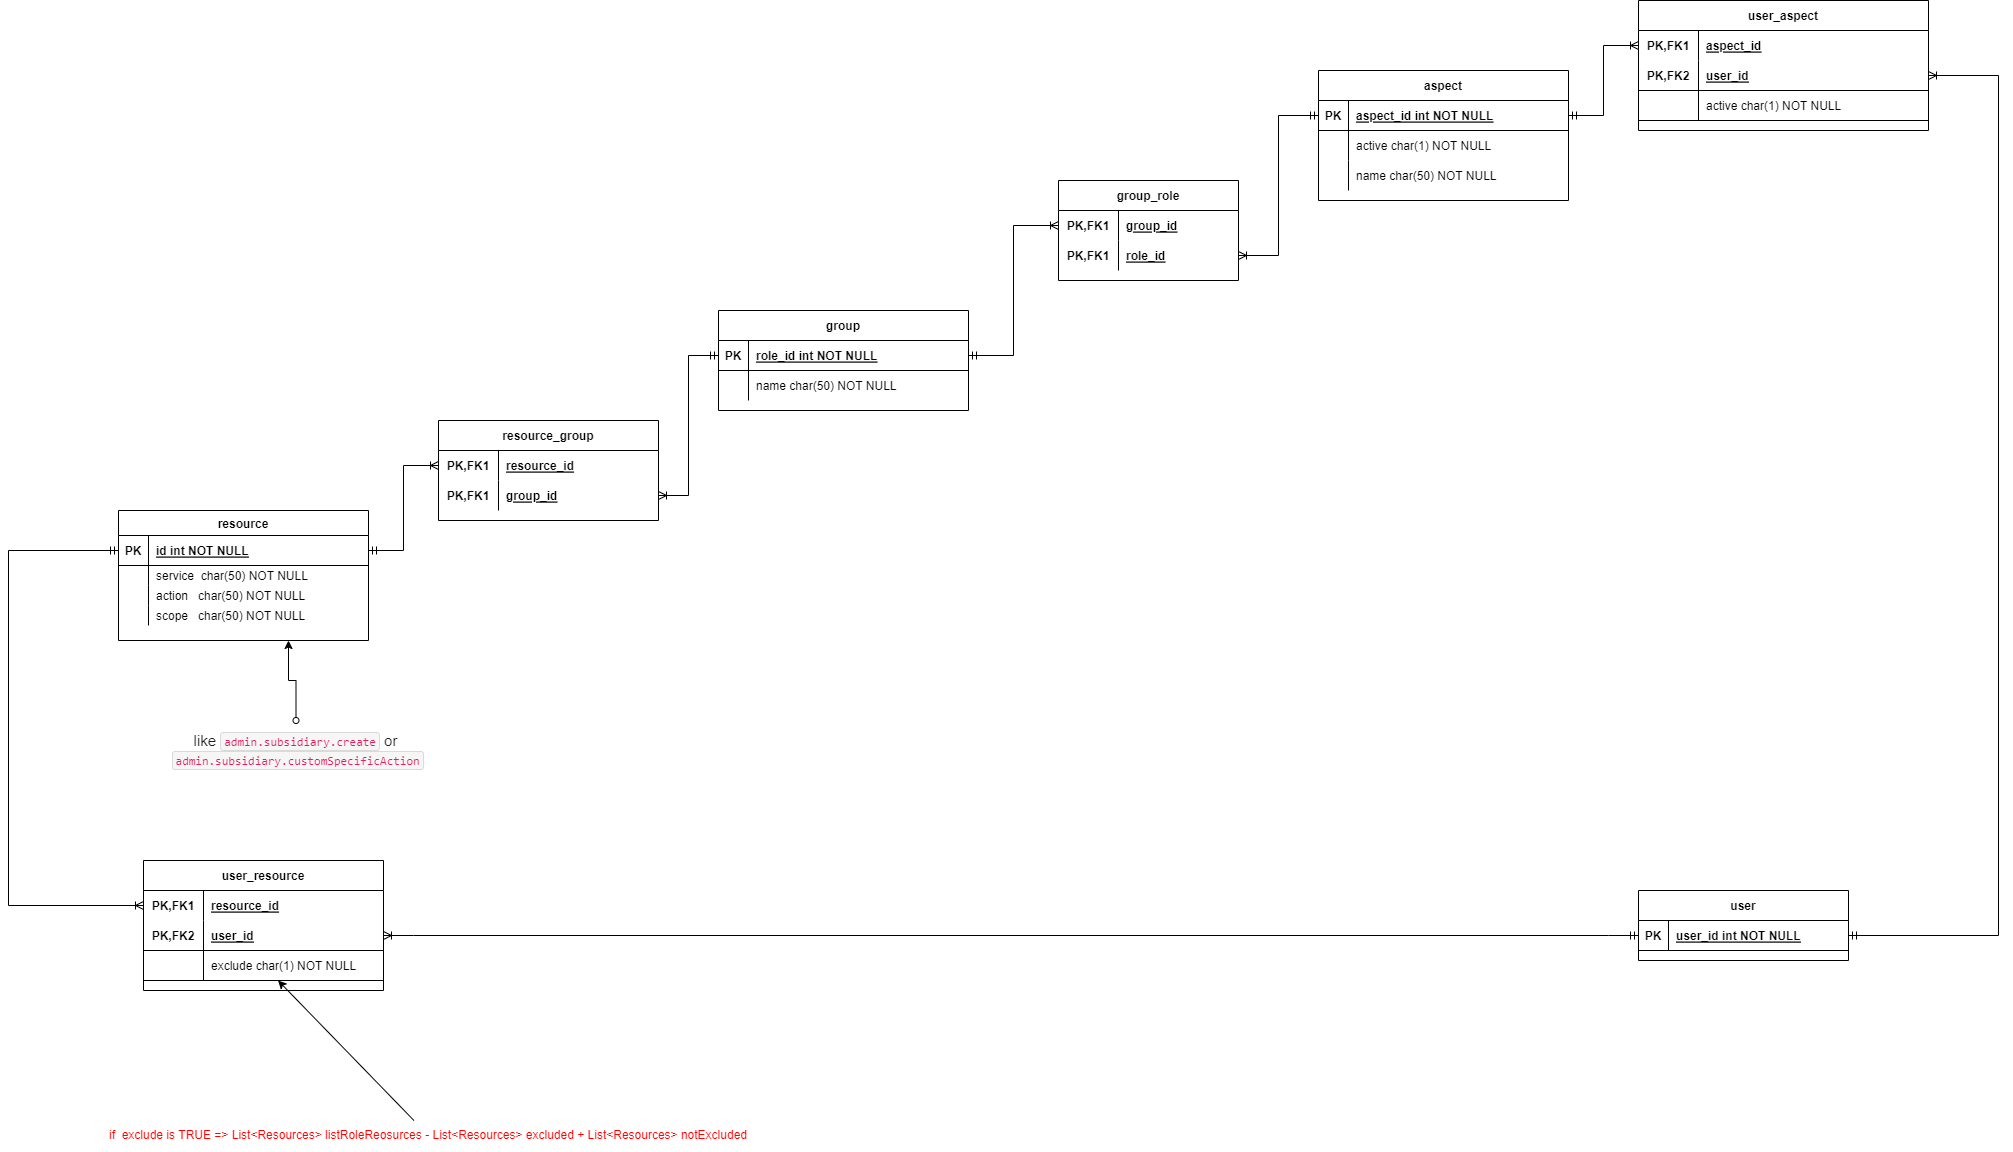 user_aspect
PK,FK1 aspect_id
PK,FK2 user_id
active char(1) NOT NULL
aspect
PK aspect_id int NOT NULL
active char(1) NOT NULL
name char(50) NOT NULL
group_role
PK,FK1 group_id
PK,FK1 role_id
group
PK role_id int NOT NULL
name char(50) NOT NULL
resource_group
PK,FK1 resource_id
PK,FK1 group_id
resource
PK id int NOT NULL
service char(50) NOT NULL
action char(50) NOT NULL
scope char(50) NOT NULL
like admin.subsidiary.create or
admin.subsidiary.customSpecificAction
user_resource
PK,FK1 resource_id
PK,FK2 user_id
exclude char(1) NOT NULL
user
PK user_id int NOT NULL
if exclude is TRUE => List<Resources> listRoleReosurces - List<Resources> excluded + List<Resources> notExcluded